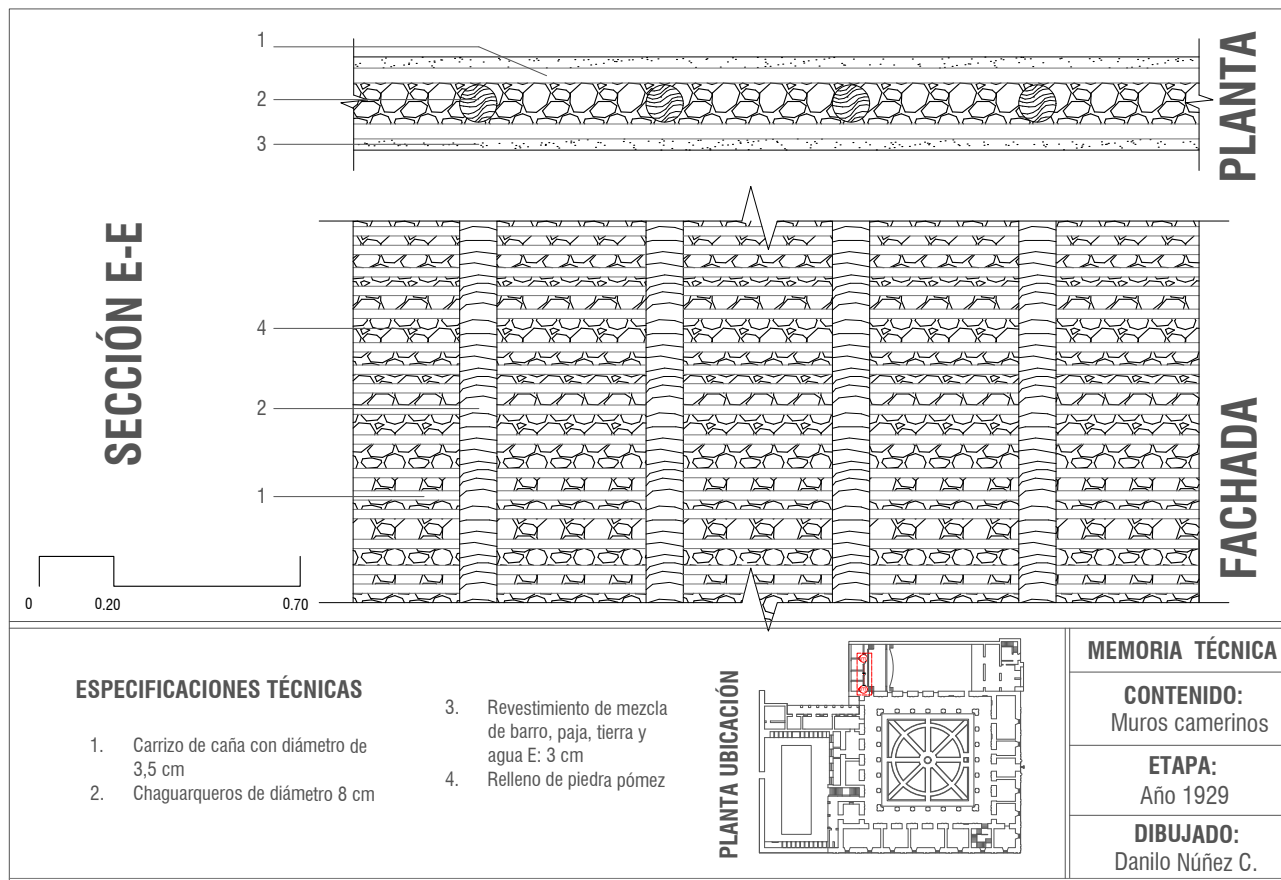 1
2
3
PLANTA
SECCIÓN E-E
4
2
1
FACHADA
0
0.20
0.70
ESPECIFICACIONES TÉCNICAS
1. Carrizo de caña con diámetro de
3,5 cm
2. Chaguarqueros de diámetro 8 cm
3. Revestimiento de mezcla
de barro, paja, tierra y
agua E: 3 cm
4. Relleno de piedra pómez
PLANTA UBICACIÓN
MEMORIA TÉCNICA
CONTENIDO:
Muros camerinos
ETAPA:
Año 1929
DIBUJADO:
Danilo Núñez C.